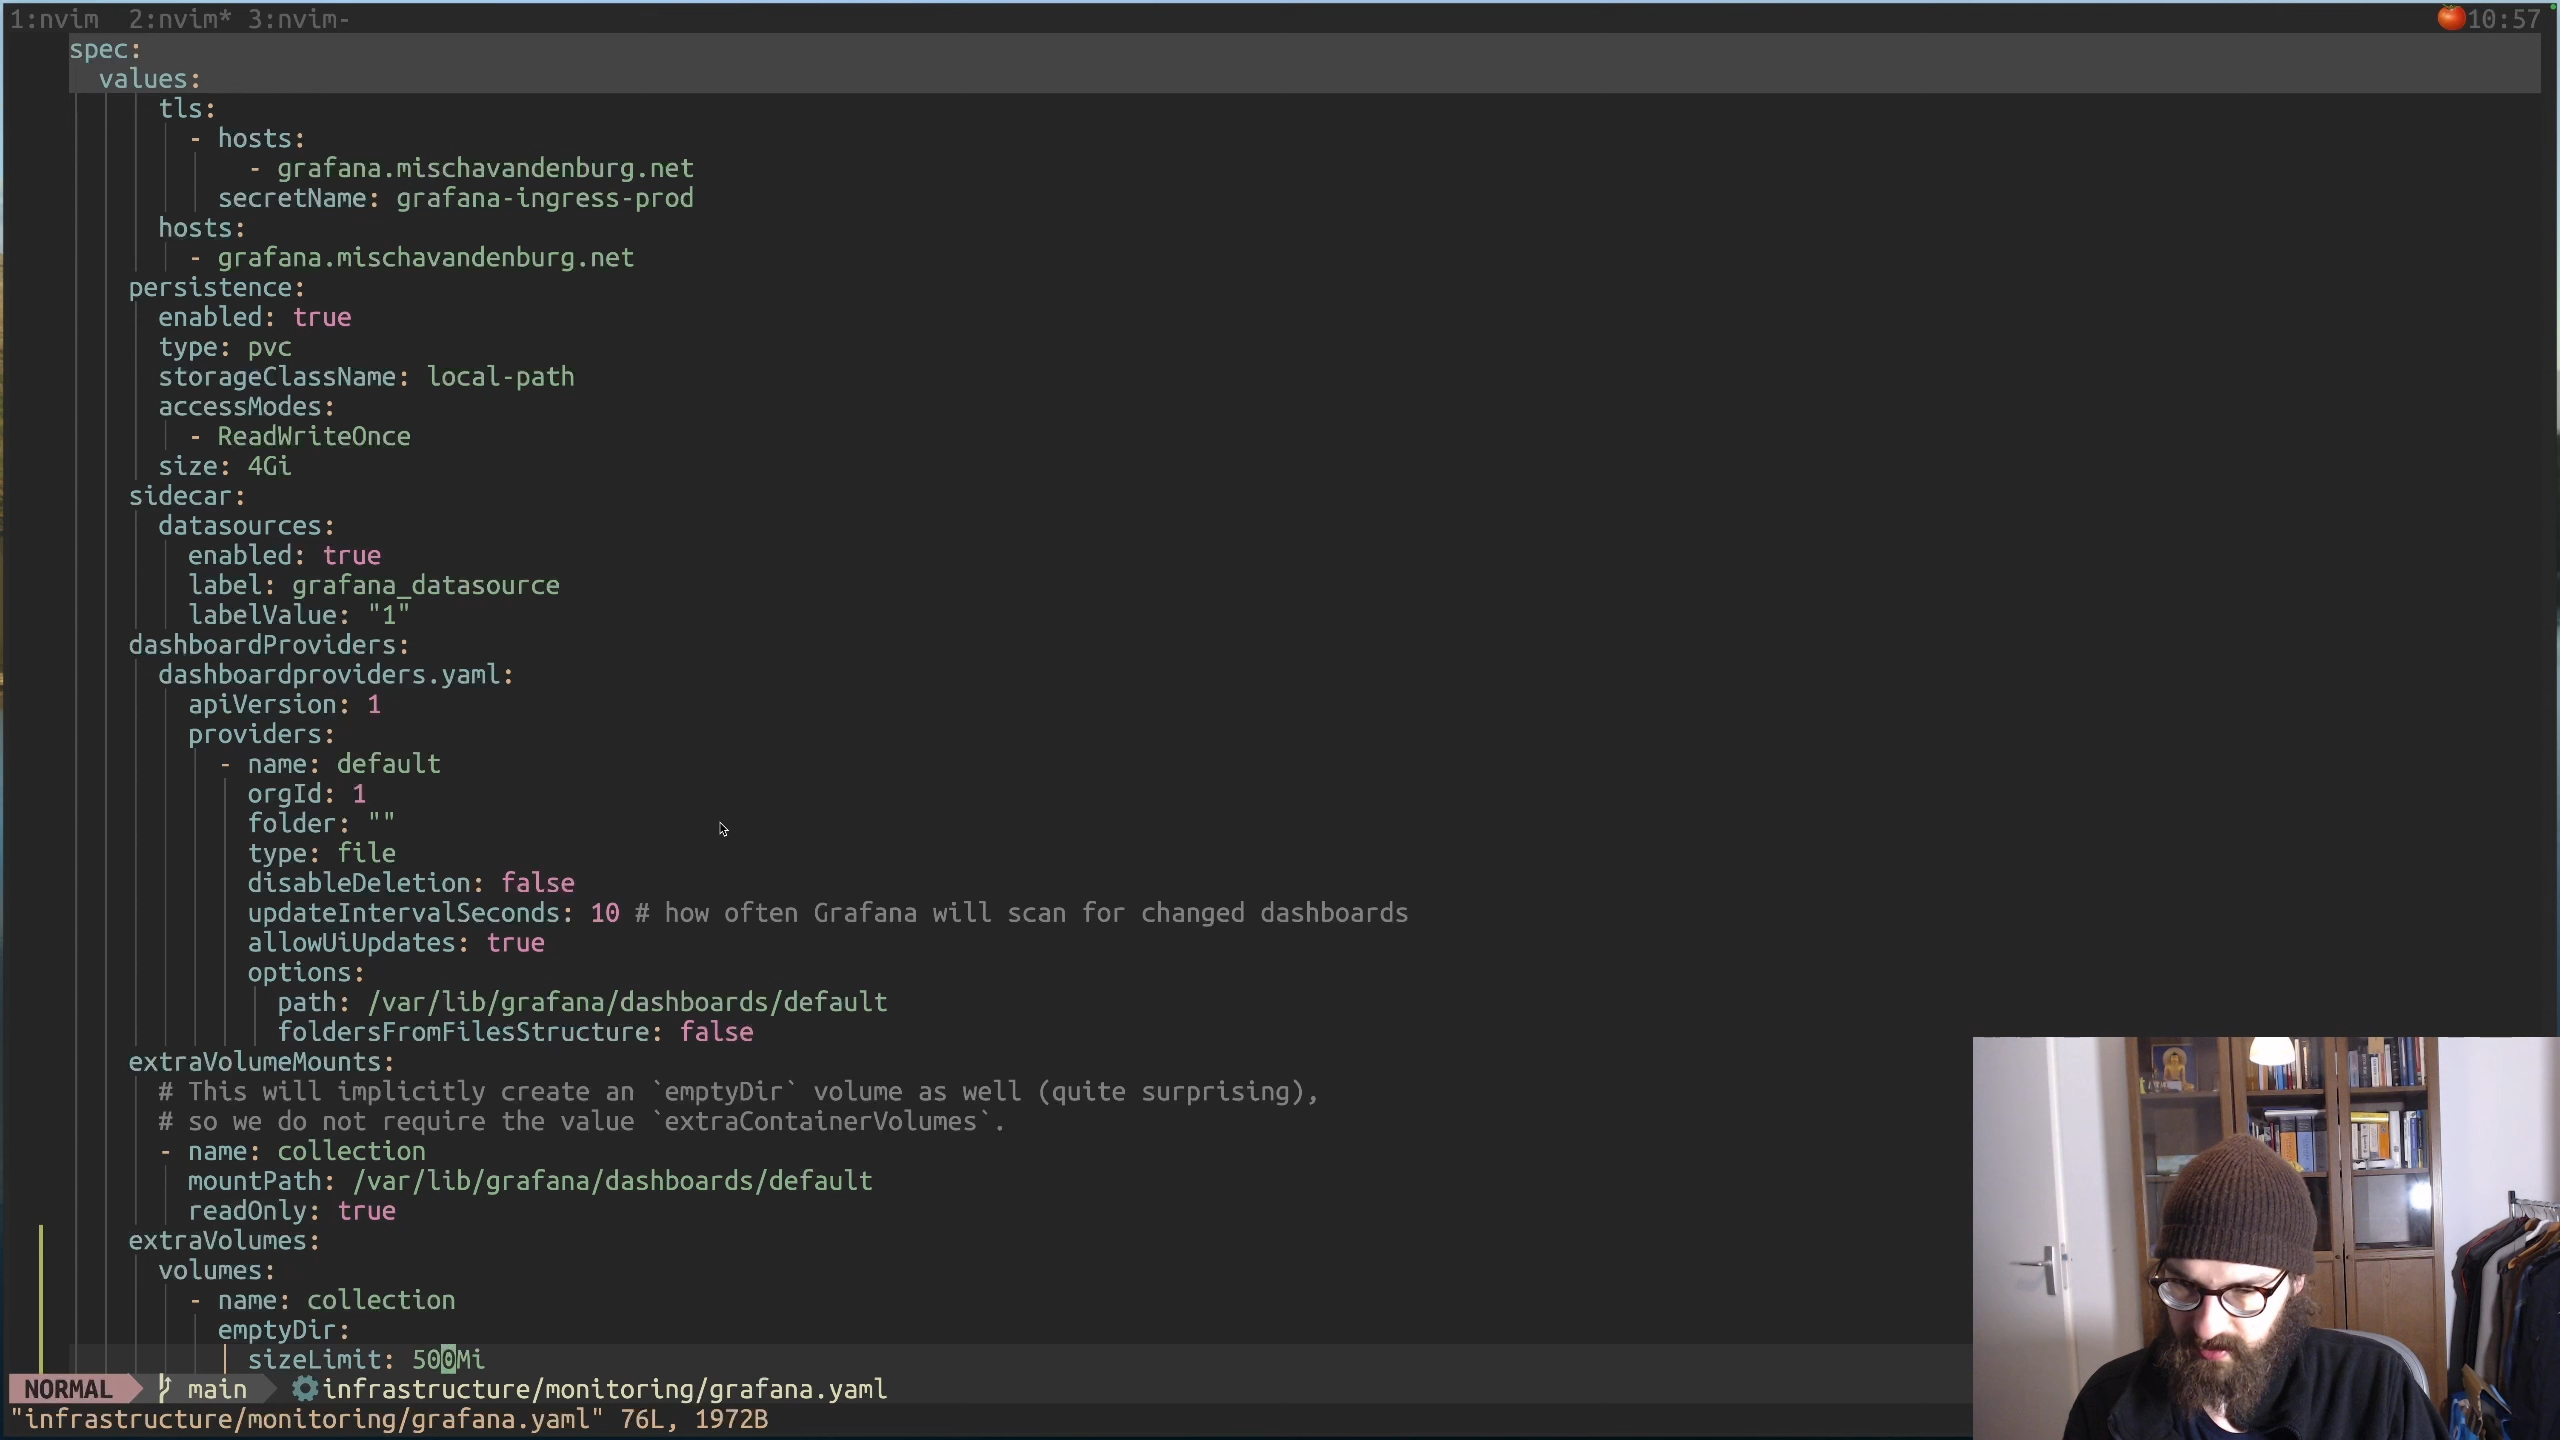 1:nvim  2:nvim* 3:nvim-
10:57
spec:
  values:
      tls:
        - hosts:
            - grafana.mischavandenburg.net
          secretName: grafana-ingress-prod
      hosts:
        - grafana.mischavandenburg.net
    persistence:
      enabled: true
      type: pvc
      storageClassName: local-path
      accessModes:
        - ReadWriteOnce
      size: 4Gi
    sidecar:
      datasources:
        enabled: true
        label: grafana_datasource
        labelValue: "1"
    dashboardProviders:
      dashboardproviders.yaml:
        apiVersion: 1
        providers:
          - name: default
            orgId: 1
            folder: ""
            type: file
            disableDeletion: false
            updateIntervalSeconds: 10 # how often Grafana will scan for changed dashboards
            allowUiUpdates: true
            options:
              path: /var/lib/grafana/dashboards/default
              foldersFromFilesStructure: false
    extraVolumeMounts:
      # This will implicitly create an `emptyDir` volume as well (quite surprising),
      # so we do not require the value `extraContainerVolumes`.
      - name: collection
        mountPath: /var/lib/grafana/dashboards/default
        readOnly: true
    extraVolumes:
      volumes:
        - name: collection
          emptyDir:
            sizeLimit: 500Mi
NORMAL  main  infrastructure/monitoring/grafana.yaml
"infrastructure/monitoring/grafana.yaml" 76L, 1972B